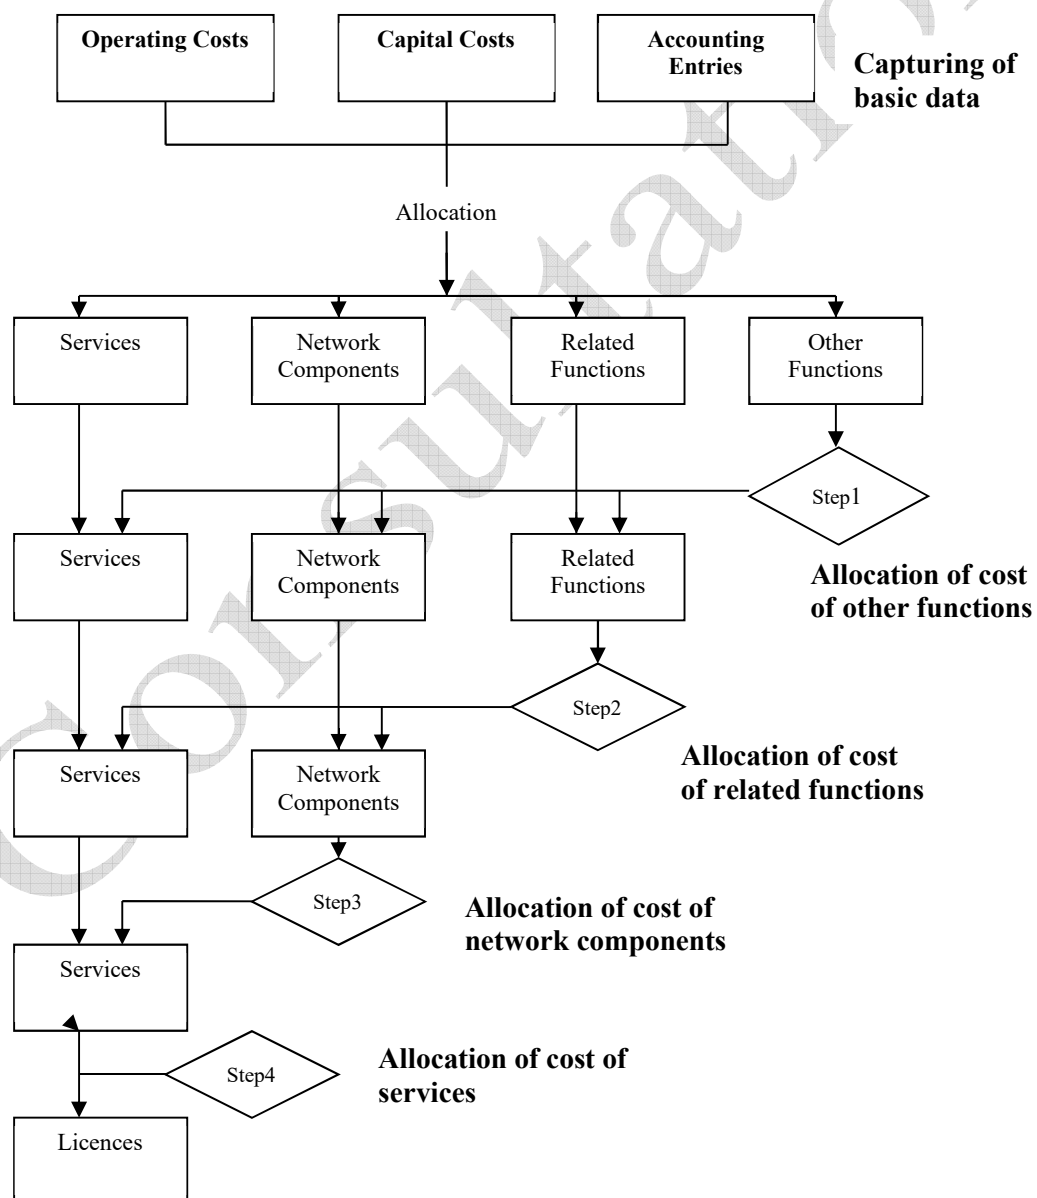 Operating Costs
Capital Costs
Accounting
Entries
Capturing of
basic data
Allocation
Services
Network
Components
Related
Functions
Other
Functions
Step1
Services
Network
Components
Related
Functions
Allocation of cost
of other functions
Step2
Services
Network
Components
Allocation of cost
of related functions
Step3
Allocation of cost of
network components
Services
Step4
Allocation of cost of
services
Licences
Consultation